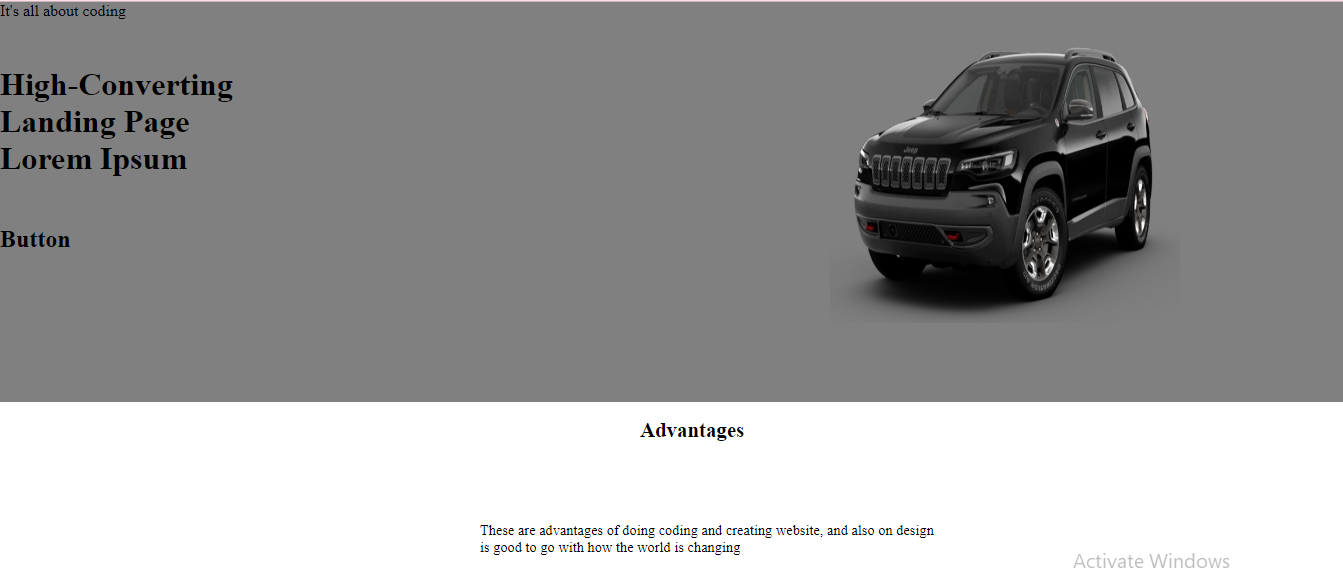 It's all about coding
High-Converting
Landing Page
Lorem Ipsum
Jeep
Button
Advantages
These are advantages of doing coding and creating website, and also on design
is good to go with how the world is changing
Activate Windows